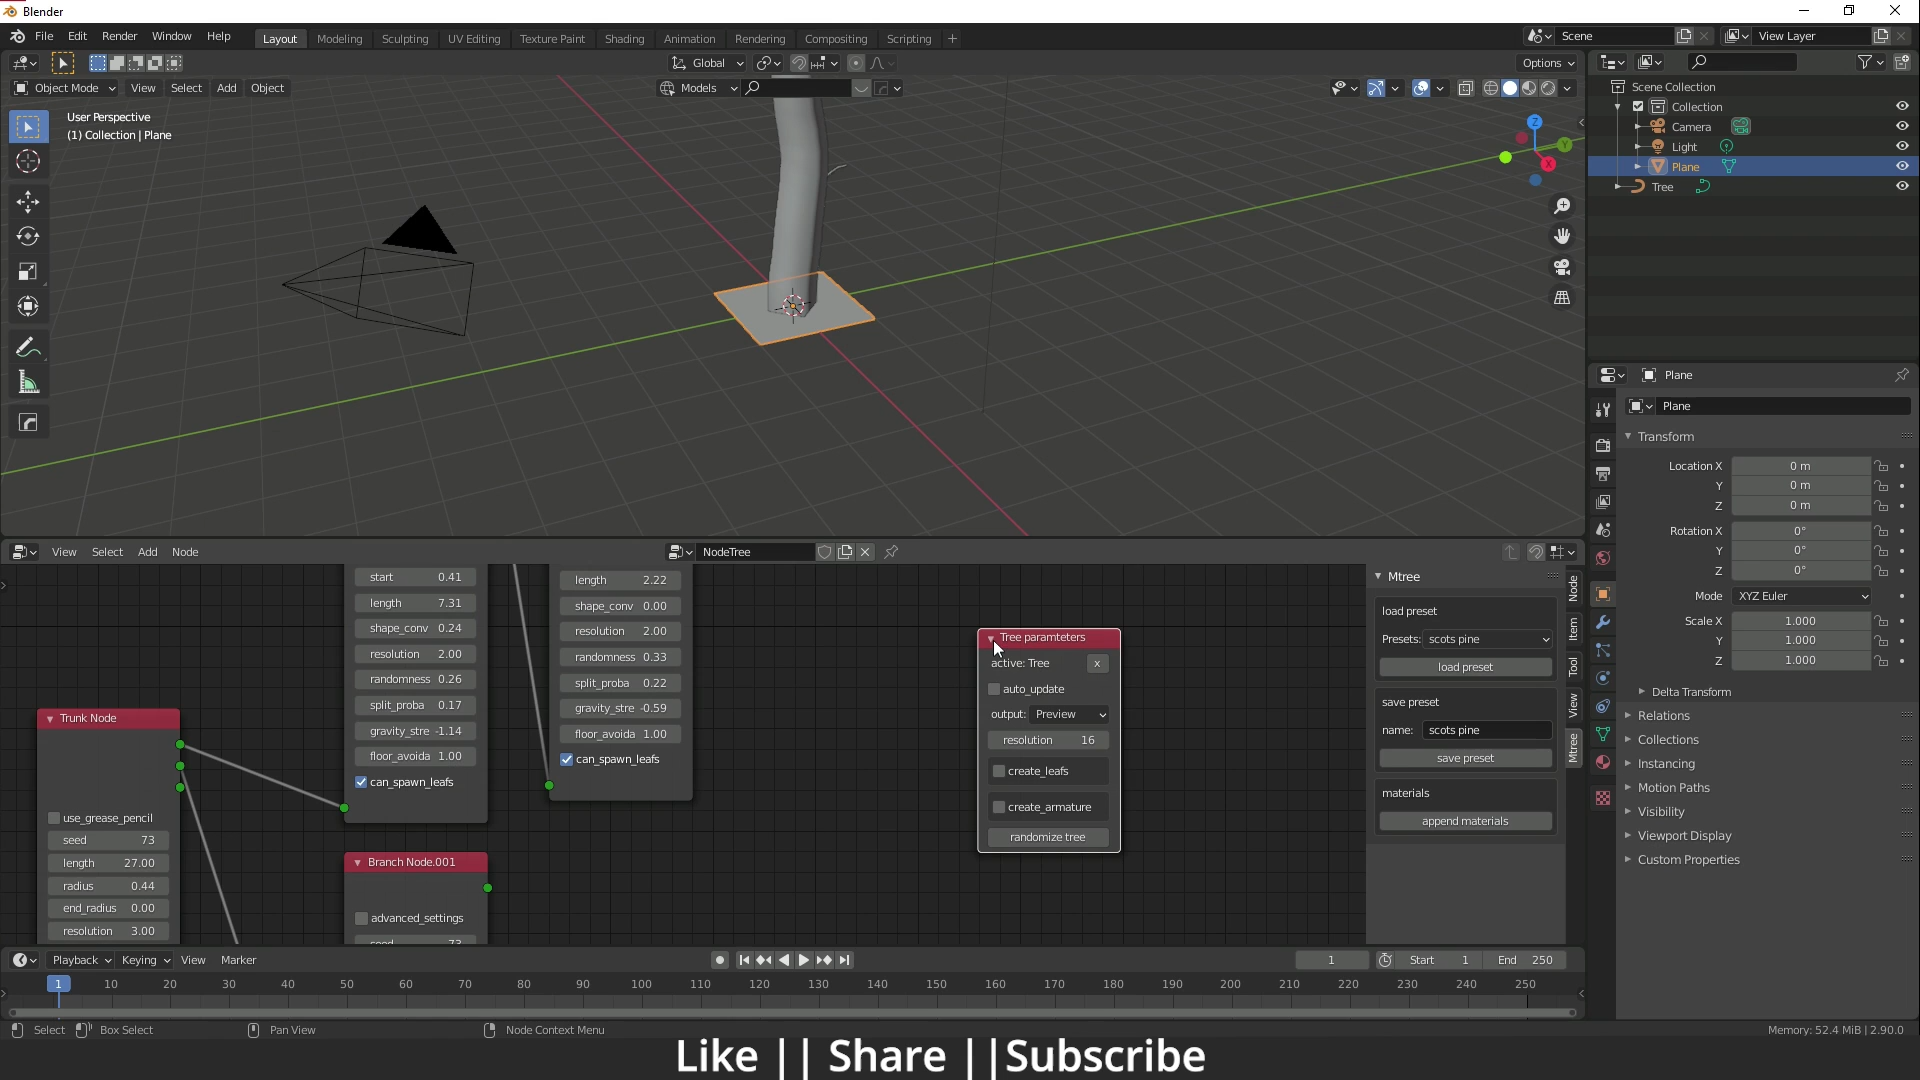 Blender
File Edit Render Window Help Layout Modeling Sculpting UV Editing Texture Paint Shading Animation Rendering Compositing Scripting + Scene View Layer
Global Options
Object Mode View Select Add Object Models
User Perspective
(1) Collection | Plane
Z
Y
X
Scene Collection
Collection
Camera
Light
Plane
Tree
Plane
Plane
Transform
Location X 0 m
Y 0 m
Z 0 m
Rotation X 0°
Y 0°
Z 0°
Mode XYZ Euler
Scale X 1.000
Y 1.000
Z 1.000
Delta Transform
Relations
Collections
Instancing
Motion Paths
Visibility
Viewport Display
Custom Properties
View Select Add Node NodeTree
Trunk Node
use_grease_pencil
seed 73
length 27.00
radius 0.44
end_radius 0.00
resolution 3.00
start 0.41
length 7.31
shape_conv 0.24
resolution 2.00
randomness 0.26
split_proba 0.17
gravity_stre -1.14
floor_avoida 1.00
can_spawn_leafs
Branch Node.001
advanced_settings
seed 73
length 2.22
shape_conv 0.00
resolution 2.00
randomness 0.33
split_proba 0.22
gravity_stre -0.59
floor_avoida 1.00
can_spawn_leafs
Tree paramteters
active: Tree x
auto_update
output: Preview
resolution 16
create_leafs
create_armature
randomize tree
Mtree
load preset
Presets: scots pine
load preset
save preset
name: scots pine
save preset
materials
append materials
Node
Item
Tool
View
Mtree
Playback Keying View Marker 1 Start 1 End 250
1 10 20 30 40 50 60 70 80 90 100 110 120 130 140 150 160 170 180 190 200 210 220 230 240 250
Select Box Select Pan View Node Context Menu Memory: 52.4 MiB | 2.90.0
Like || Share ||Subscribe